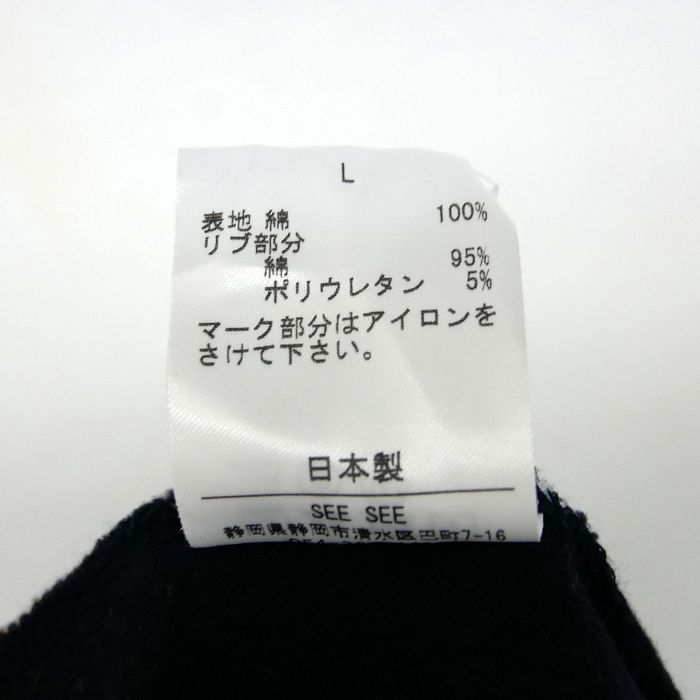 L
表地 綿 100%
リブ部分
綿 95%
ポリウレタン 5%
マーク部分はアイロンを
さけて下さい。
日本製
SEE SEE
静岡県静岡市清水区巴町7-16